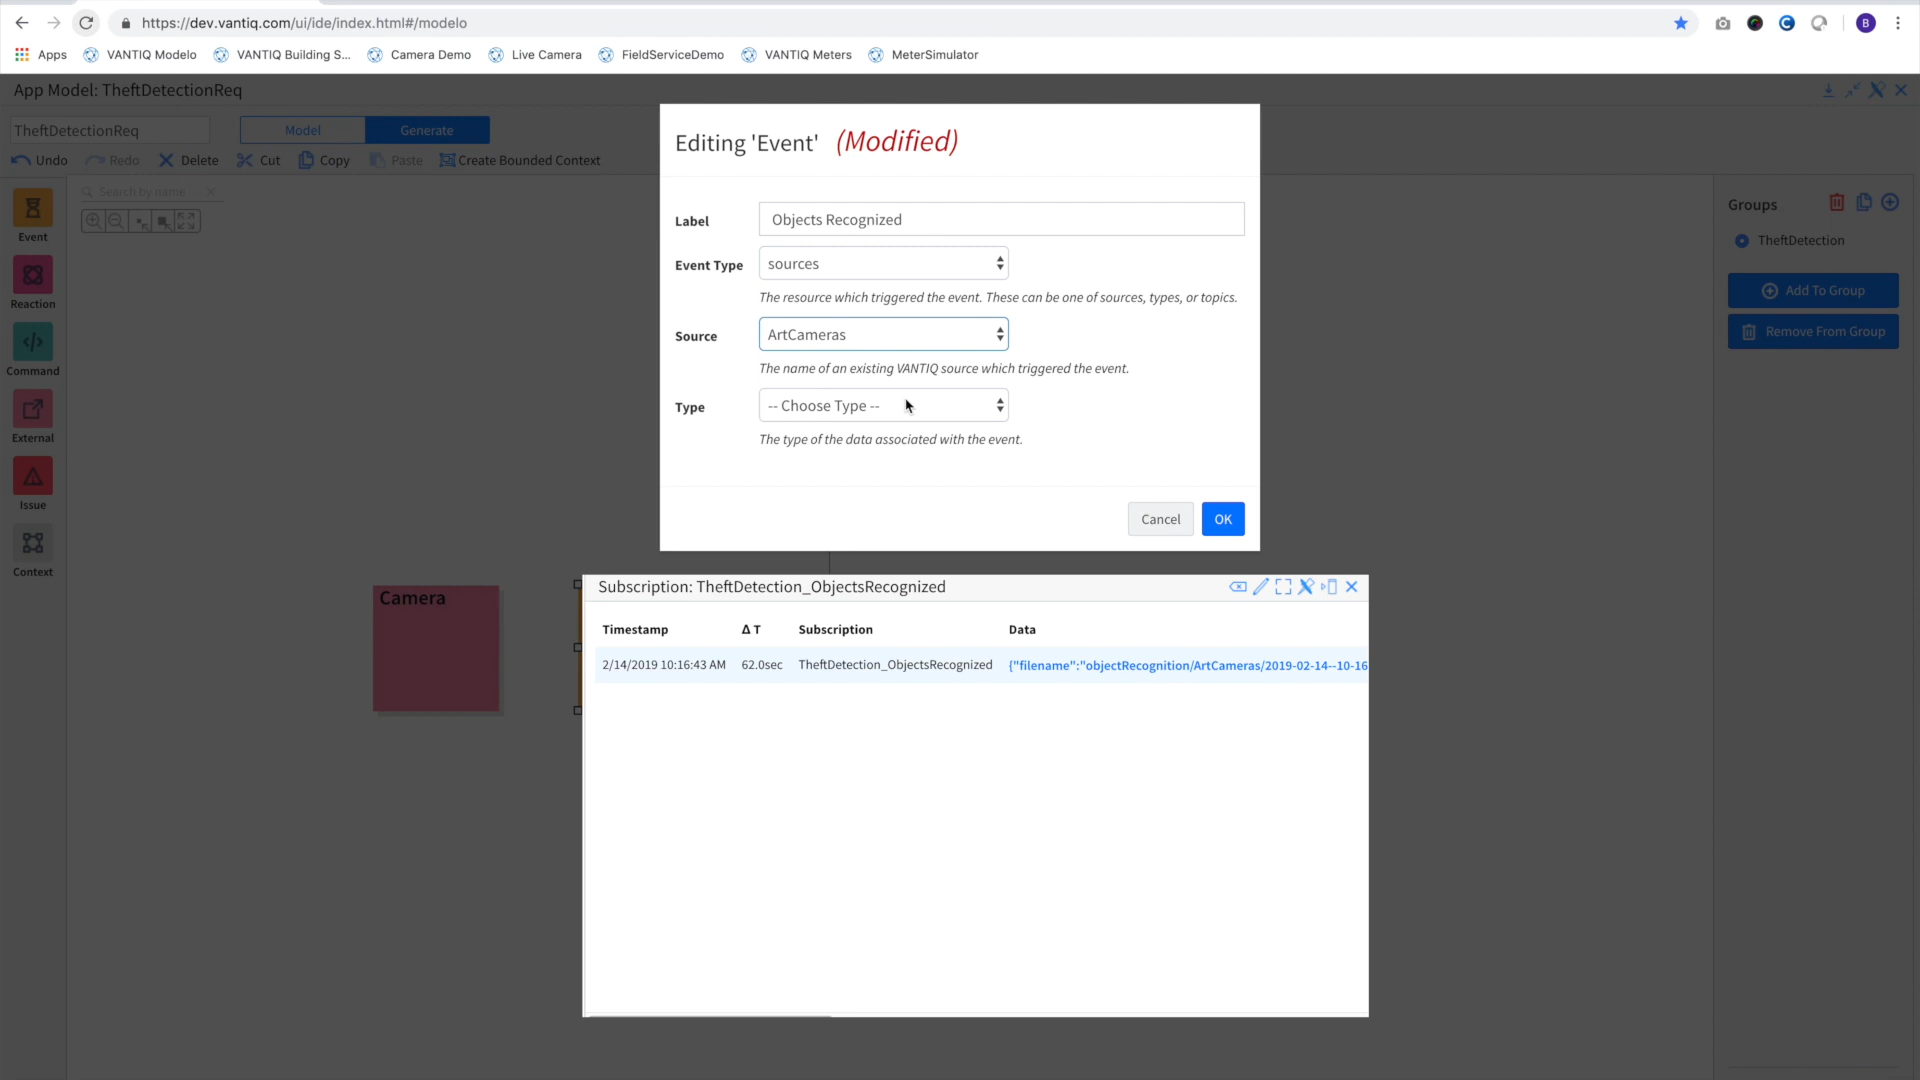 https://dev.vantiq.com/ui/ide/index.html#/modelo
B
Apps VANTIQ Modelo VANTIQ Building S... Camera Demo Live Camera FieldServiceDemo VANTIQ Meters MeterSimulator
App Model: TheftDetectionReq
TheftDetectionReq Model Generate
Undo Redo Delete Cut Copy Paste Create Bounded Context
Search by name
Event
Reaction
Command
External
Issue
Context
Groups
TheftDetection
Add To Group
Remove From Group
Camera
Editing 'Event' (Modified)
Label Objects Recognized
Event Type sources
The resource which triggered the event. These can be one of sources, types, or topics.
Source ArtCameras
The name of an existing VANTIQ source which triggered the event.
Type -- Choose Type --
The type of the data associated with the event.
Cancel OK
Subscription: TheftDetection_ObjectsRecognized
Timestamp Δ T Subscription Data
2/14/2019 10:16:43 AM 62.0sec TheftDetection_ObjectsRecognized {"filename":"objectRecognition/ArtCameras/2019-02-14--10-16